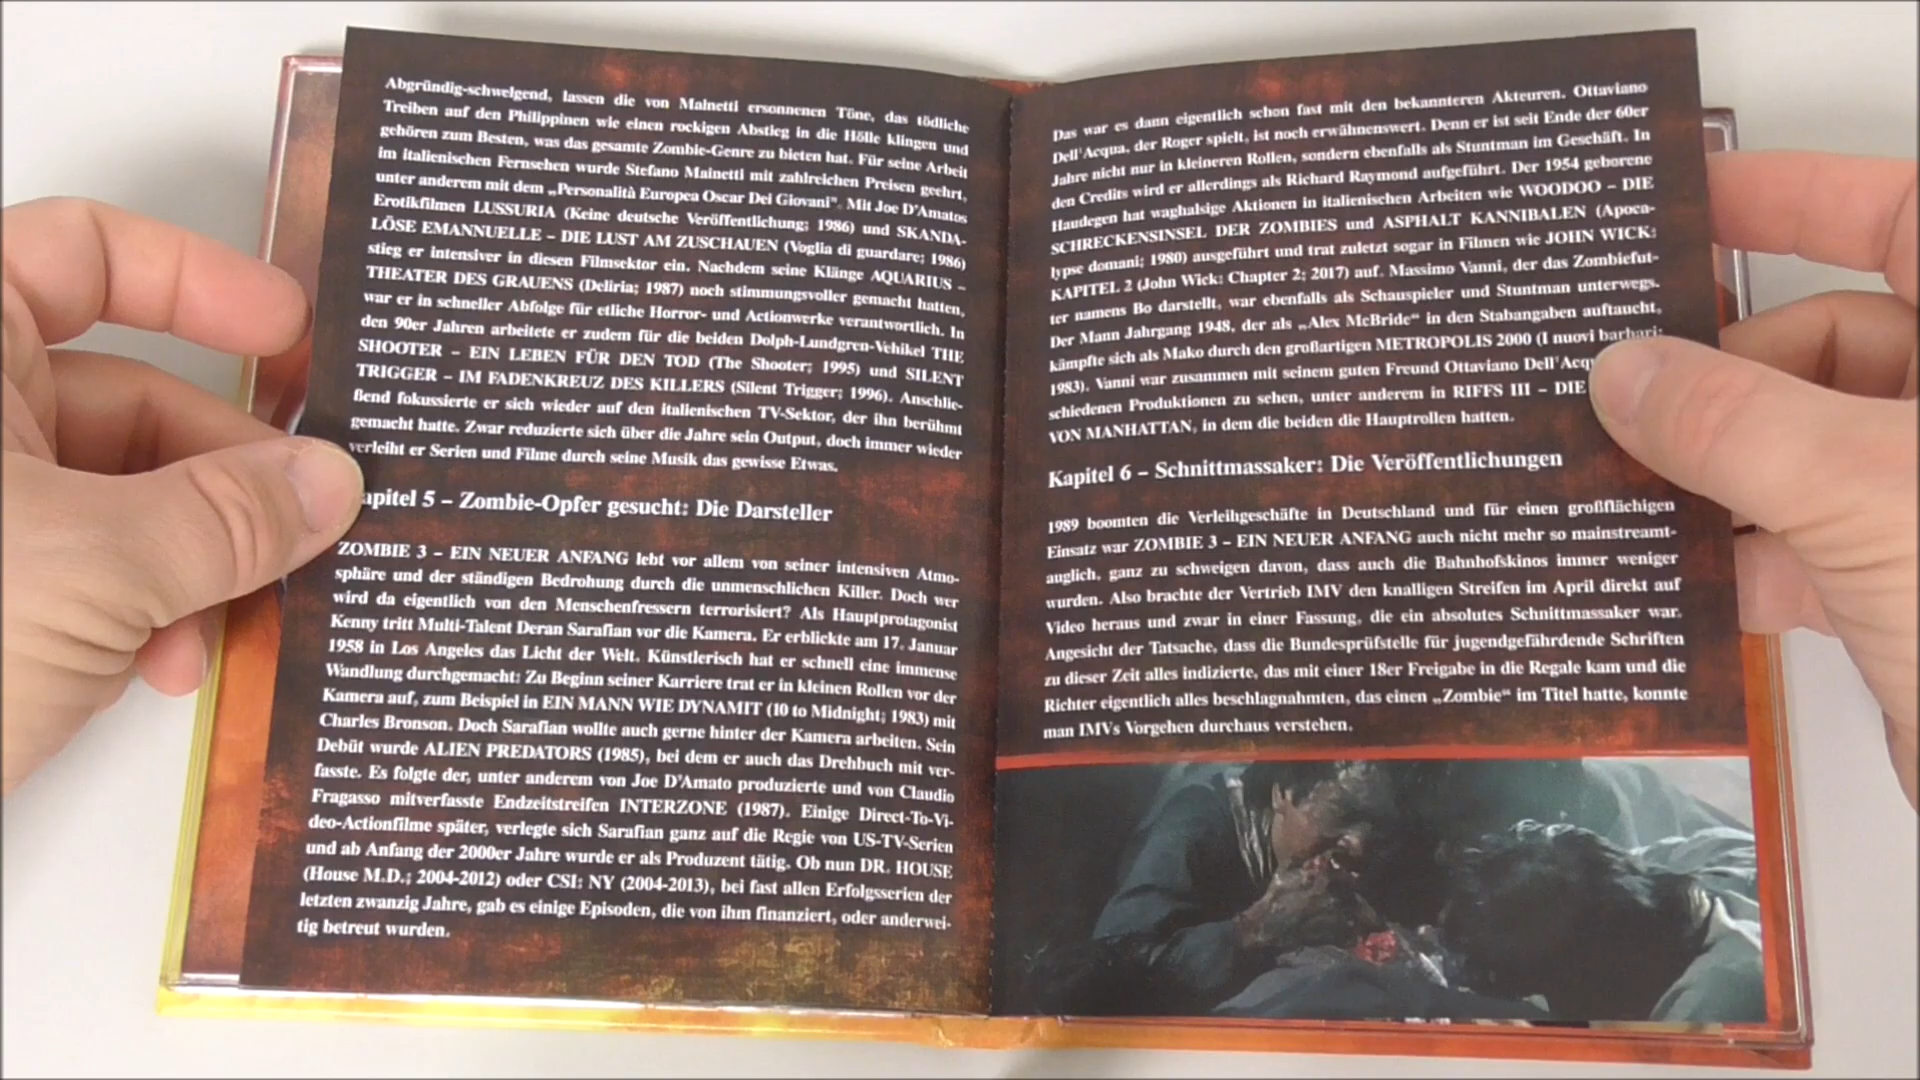 Abgründig-schwelgend, lassen die von Mainetti ersonnenen Töne, das tödliche
Treiben auf den Philippinen wie einen rockigen Abstieg in die Hölle klingen und
gehören zum Besten, was das gesamte Zombie-Genre zu bieten hat. Für seine Arbeit
im italienischen Fernsehen wurde Stefano Mainetti mit zahlreichen Preisen geehrt,
unter anderem mit dem „Personalità Europea Oscar Dei Giovani". Mit Joe D'Amatos
Erotikfilmen LUSSURIA (Keine deutsche Veröffentlichung; 1986) und SKANDA-
LÖSE EMANNUELLE – DIE LUST AM ZUSCHAUEN (Voglia di guardare; 1986)
stieg er intensiver in diesen Filmsektor ein. Nachdem seine Klänge AQUARIUS –
THEATER DES GRAUENS (Deliria; 1987) noch stimmungsvoller gemacht hatten,
war er in schneller Abfolge für etliche Horror- und Actionwerke verantwortlich. In
den 90er Jahren arbeitete er zudem für die beiden Dolph-Lundgren-Vehikel THE
SHOOTER – EIN LEBEN FÜR DEN TOD (The Shooter; 1995) und SILENT
TRIGGER – IM FADENKREUZ DES KILLERS (Silent Trigger; 1996). Anschlie-
ßend fokussierte er sich wieder auf den italienischen TV-Sektor, der ihn berühmt
gemacht hatte. Zwar reduzierte sich über die Jahre sein Output, doch immer wieder
verleiht er Serien und Filme durch seine Musik das gewisse Etwas.
apitel 5 – Zombie-Opfer gesucht: Die Darsteller
ZOMBIE 3 – EIN NEUER ANFANG lebt vor allem von seiner intensiven Atmo-
sphäre und der ständigen Bedrohung durch die unmenschlichen Killer. Doch wer
wird da eigentlich von den Menschenfressern terrorisiert? Als Hauptprotagonist
Kenny tritt Multi-Talent Deran Sarafian vor die Kamera. Er erblickte am 17. Januar
1958 in Los Angeles das Licht der Welt. Künstlerisch hat er schnell eine immense
Wandlung durchgemacht: Zu Beginn seiner Karriere trat er in kleinen Rollen vor der
Kamera auf, zum Beispiel in EIN MANN WIE DYNAMIT (10 to Midnight; 1983) mit
Charles Bronson. Doch Sarafian wollte auch gerne hinter der Kamera arbeiten. Sein
Debüt wurde ALIEN PREDATORS (1985), bei dem er auch das Drehbuch mit ver-
fasste. Es folgte der, unter anderem von Joe D'Amato produzierte und von Claudio
Fragasso mitverfasste Endzeitstreifen INTERZONE (1987). Einige Direct-To-Vi-
deo-Actionfilme später, verlegte sich Sarafian ganz auf die Regie von US-TV-Serien
und ab Anfang der 2000er Jahre wurde er als Produzent tätig. Ob nun DR. HOUSE
(House M.D.; 2004-2012) oder CSI: NY (2004-2013), bei fast allen Erfolgsserien der
letzten zwanzig Jahre, gab es einige Episoden, die von ihm finanziert, oder anderwei-
tig betreut wurden.
Das war es dann eigentlich schon fast mit den bekannteren Akteuren. Ottaviano
Dell'Acqua, der Roger spielt, ist noch erwähnenswert. Denn er ist seit Ende der 60er
Jahre nicht nur in kleineren Rollen, sondern ebenfalls als Stuntman im Geschäft. In
den Credits wird er allerdings als Richard Raymond aufgeführt. Der 1954 geborene
Haudegen hat waghalsige Aktionen in italienischen Arbeiten wie WOODOO – DIE
SCHRECKENSINSEL DER ZOMBIES und ASPHALT KANNIBALEN (Apoca-
lypse domani; 1980) ausgeführt und trat zuletzt sogar in Filmen wie JOHN WICK:
KAPITEL 2 (John Wick: Chapter 2; 2017) auf. Massimo Vanni, der das Zombiefut-
ter namens Bo darstellt, war ebenfalls als Schauspieler und Stuntman unterwegs.
Der Mann Jahrgang 1948, der als „Alex McBride“ in den Stabangaben auftaucht,
kämpfte sich als Mako durch den großartigen METROPOLIS 2000 (I nuovi barbari;
1983). Vanni war zusammen mit seinem guten Freund Ottaviano Dell'Acq
schiedenen Produktionen zu sehen, unter anderem in RIFFS III – DIE
VON MANHATTAN, in dem die beiden die Hauptrollen hatten.
Kapitel 6 – Schnittmassaker: Die Veröffentlichungen
1989 boomten die Verleihgeschäfte in Deutschland und für einen großflächigen
Einsatz war ZOMBIE 3 – EIN NEUER ANFANG auch nicht mehr so mainstreamt-
auglich, ganz zu schweigen davon, dass auch die Bahnhofskinos immer weniger
wurden. Also brachte der Vertrieb IMV den knalligen Streifen im April direkt auf
Video heraus und zwar in einer Fassung, die ein absolutes Schnittmassaker war.
Angesicht der Tatsache, dass die Bundesprüfstelle für jugendgefährdende Schriften
zu dieser Zeit alles indizierte, das mit einer 18er Freigabe in die Regale kam und die
Richter eigentlich alles beschlagnahmten, das einen „Zombie“ im Titel hatte, konnte
man IMVs Vorgehen durchaus verstehen.